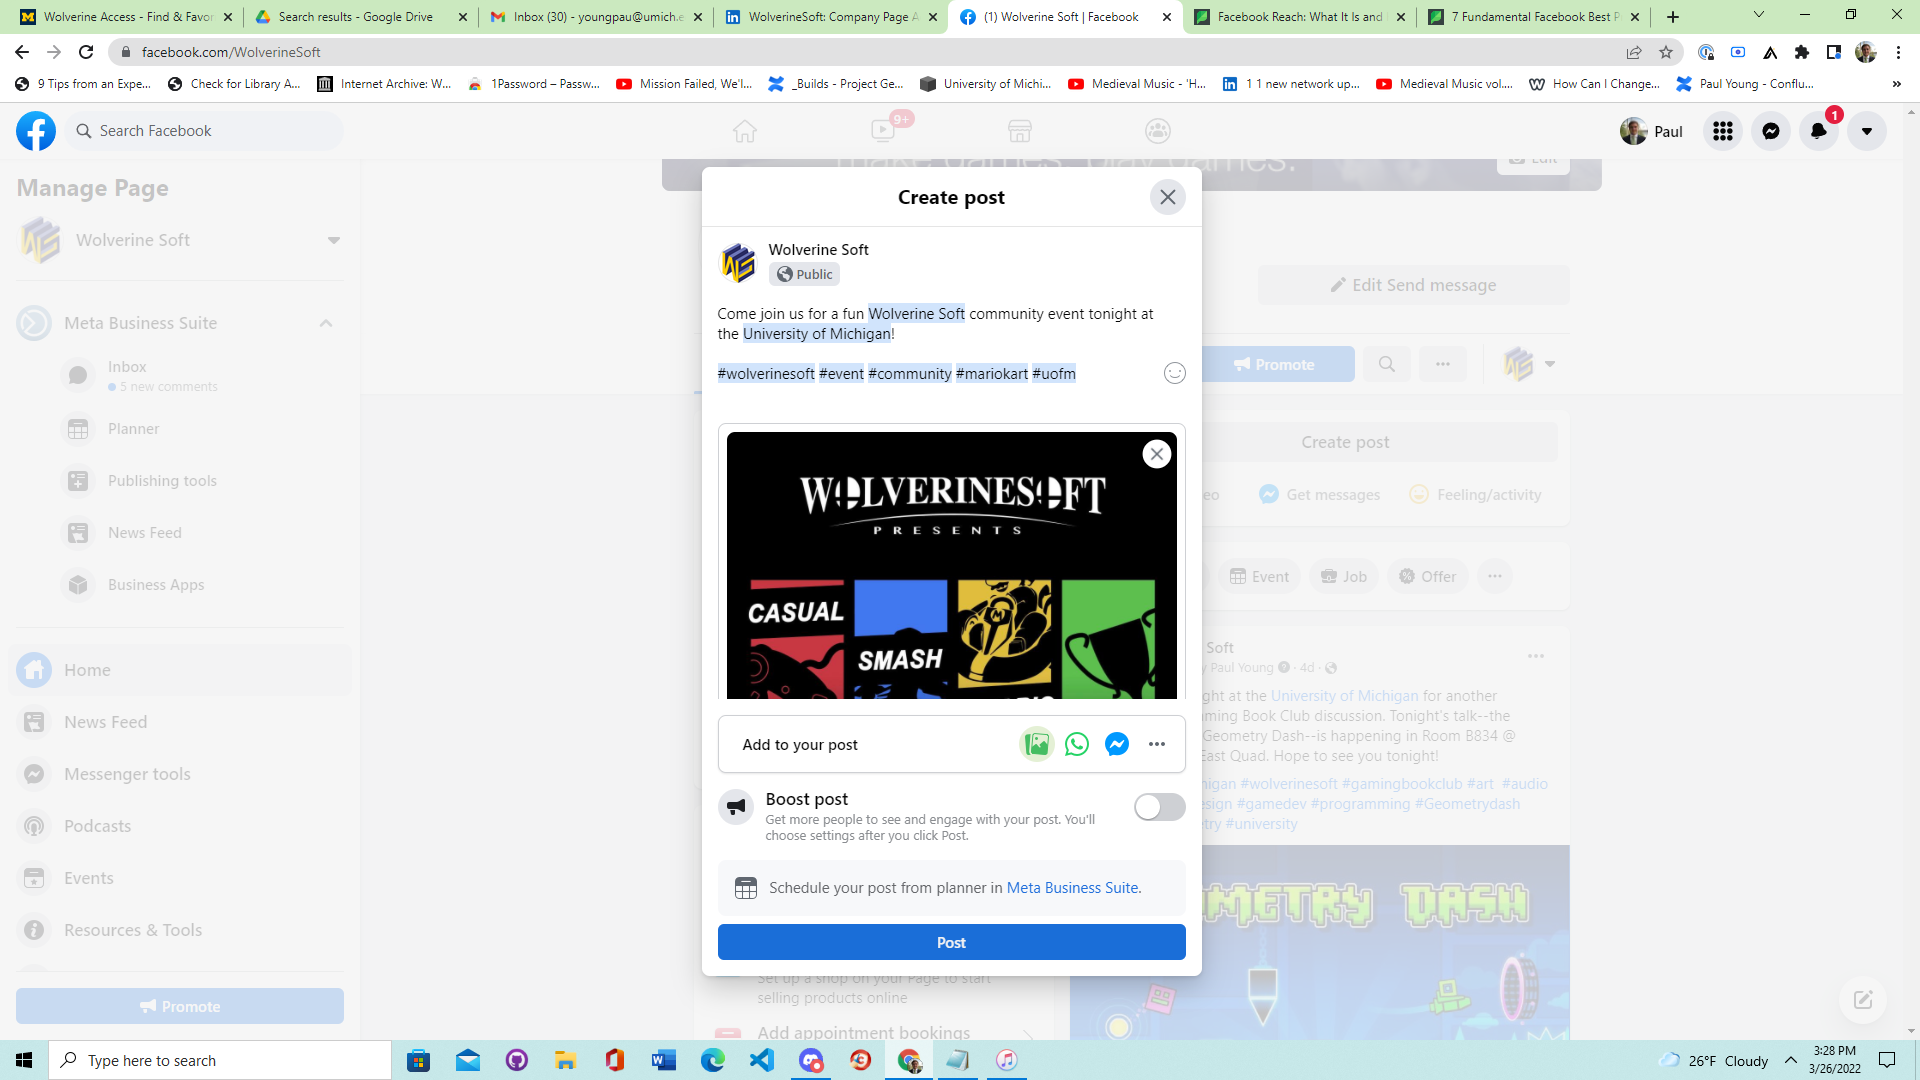 Wolverine Access - Find & Favor
Search results - Google Drive
Inbox (30) - youngpau@umich.e
WolverineSoft: Company Page A
(1) Wolverine Soft | Facebook
Facebook Reach: What It Is and
7 Fundamental Facebook Best P
facebook.com/WolverineSoft
9 Tips from an Expe...
Check for Library A...
Internet Archive: W...
1Password – Passw...
Mission Failed, We'l...
_Builds - Project Ge...
University of Michi...
Medieval Music - 'H...
1 1 new network up...
Medieval Music vol....
How Can I Change...
Paul Young - Conflu...
»
Search Facebook
9+
Paul
1
make games. play games.
Edit
Manage Page
Wolverine Soft
Meta Business Suite
Inbox
5 new comments
Planner
Publishing tools
News Feed
Business Apps
Home
News Feed
Messenger tools
Podcasts
Events
Resources & Tools
Promote
Create post
Wolverine Soft
Public
Come join us for a fun Wolverine Soft community event tonight at
the University of Michigan!
#wolverinesoft #event #community #mariokart #uofm
WOLVERINESOFT
PRESENTS
CASUAL
SMASH
Add to your post
Boost post
Get more people to see and engage with your post. You'll
choose settings after you click Post.
Schedule your post from planner in Meta Business Suite.
Post
Set up a shop on your Page to start
selling products online
Add appointment bookings
Edit Send message
Promote
Create post
eo
Get messages
Feeling/activity
Event
Job
Offer
Soft
y Paul Young · 4d ·
ght at the University of Michigan for another
ming Book Club discussion. Tonight's talk--the
Geometry Dash--is happening in Room B834 @
East Quad. Hope to see you tonight!
higan #wolverinesoft #gamingbookclub #art #audio
esign #gamedev #programming #Geometrydash
etry #university
OMETRY DASH
Type here to search
26°F Cloudy
3:28 PM
3/26/2022